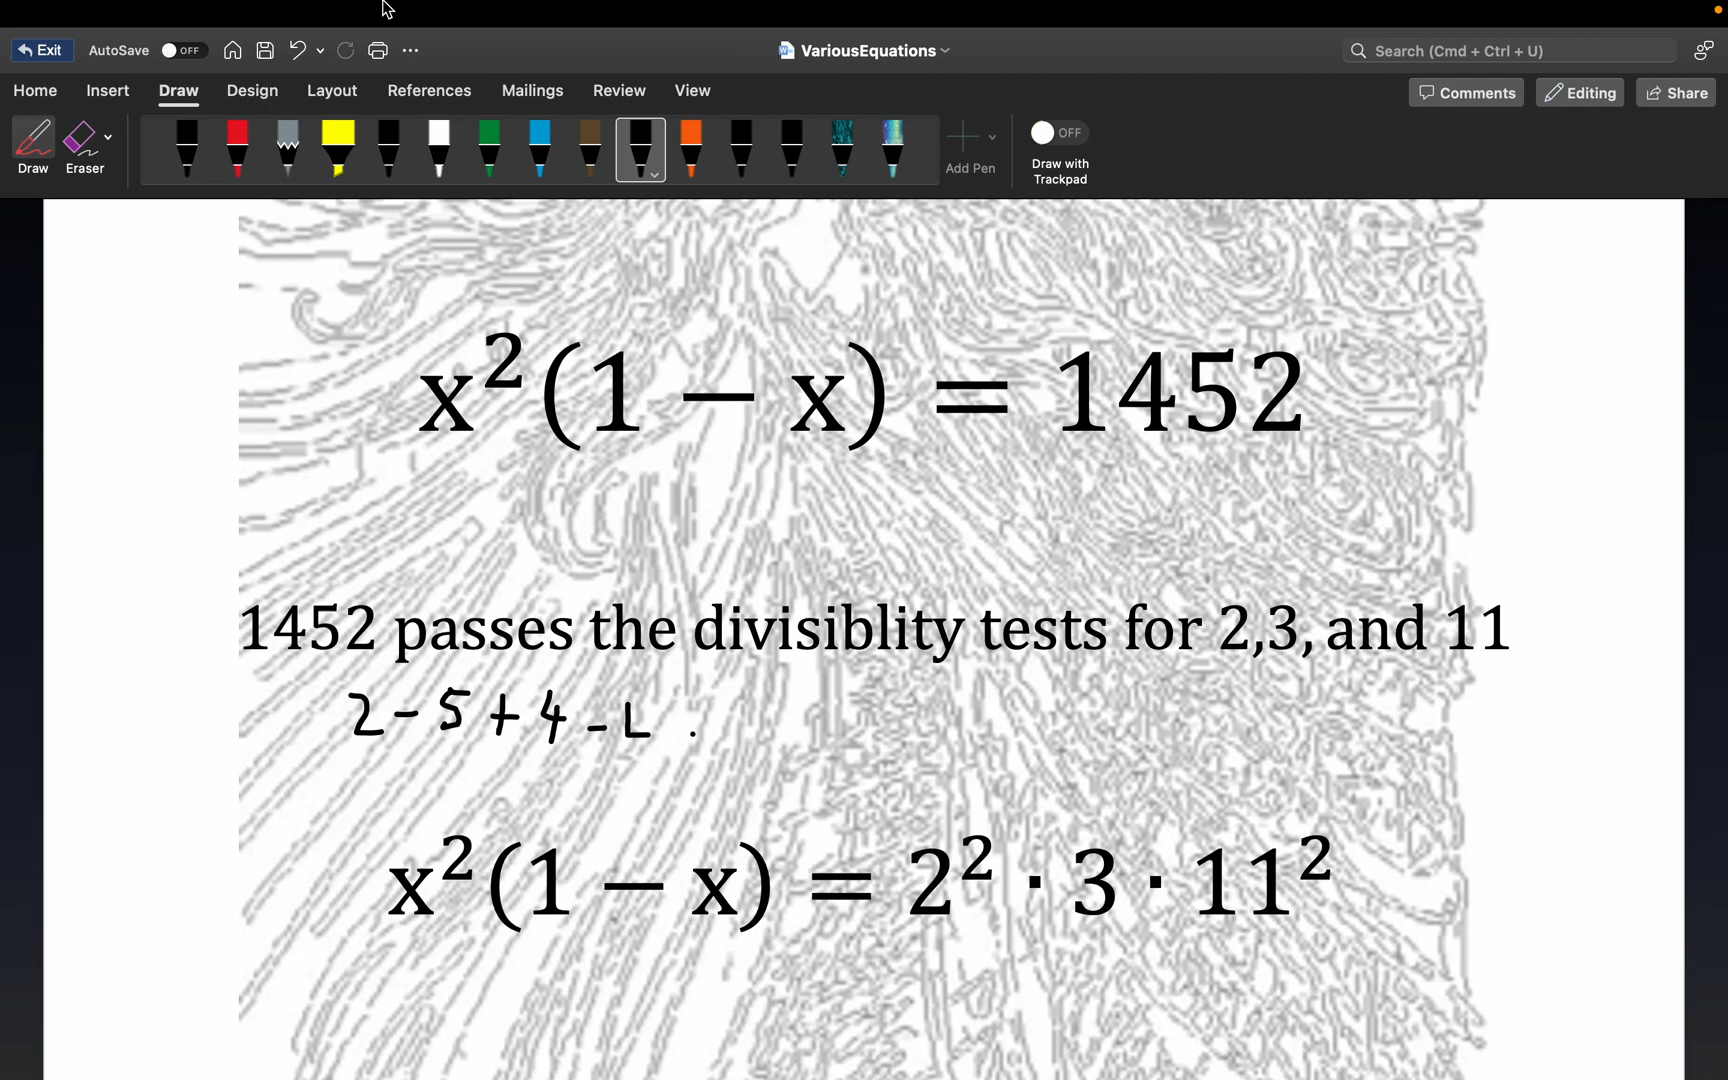 Exit AutoSave OFF VariousEquations Search (Cmd + Ctrl + U)
Home Insert Draw Design Layout References Mailings Review View Comments Editing Share
Draw Eraser Add Pen OFF Draw with Trackpad
x²(1 − x) = 1452
1452 passes the divisiblity tests for 2,3, and 11
2 - 5 + 4 - L .
x²(1 − x) = 2² · 3 · 11²